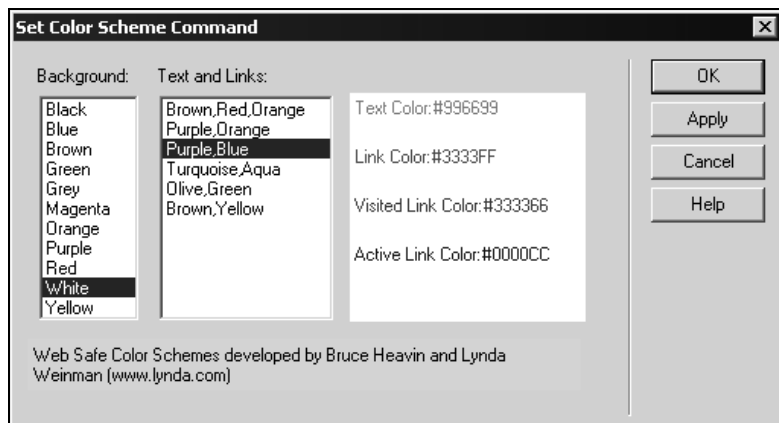 Set Color Scheme Command
Background:
Text and Links:
Black
Blue
Brown
Green
Grey
Magenta
Orange
Purple
Red
White
Yellow
Brown,Red,Orange
Purple,Orange
Purple,Blue
Turquoise,Aqua
Olive,Green
Brown,Yellow
Text Color:#996699
Link Color:#3333FF
Visited Link Color:#333366
Active Link Color:#0000CC
OK
Apply
Cancel
Help
Web Safe Color Schemes developed by Bruce Heavin and Lynda
Weinman (www.lynda.com)